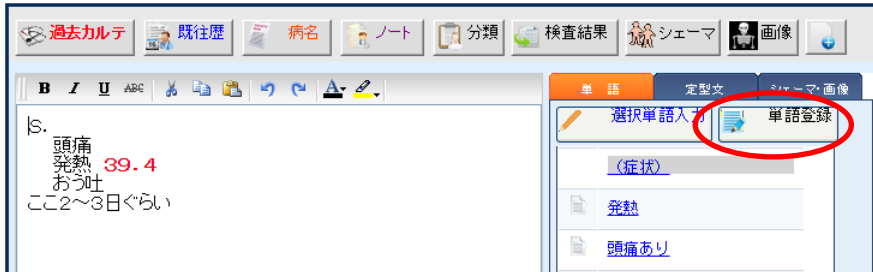 過去カルテ 既往歴 病名 ノート 分類 検査結果 シェーマ 画像
B I U ABC A
単 語 定型文 シェーマ・画像
選択単語入力 単語登録
S.
頭痛
発熱 39.4
おう吐
ここ2～3日ぐらい
（症状）
発熱
頭痛あり